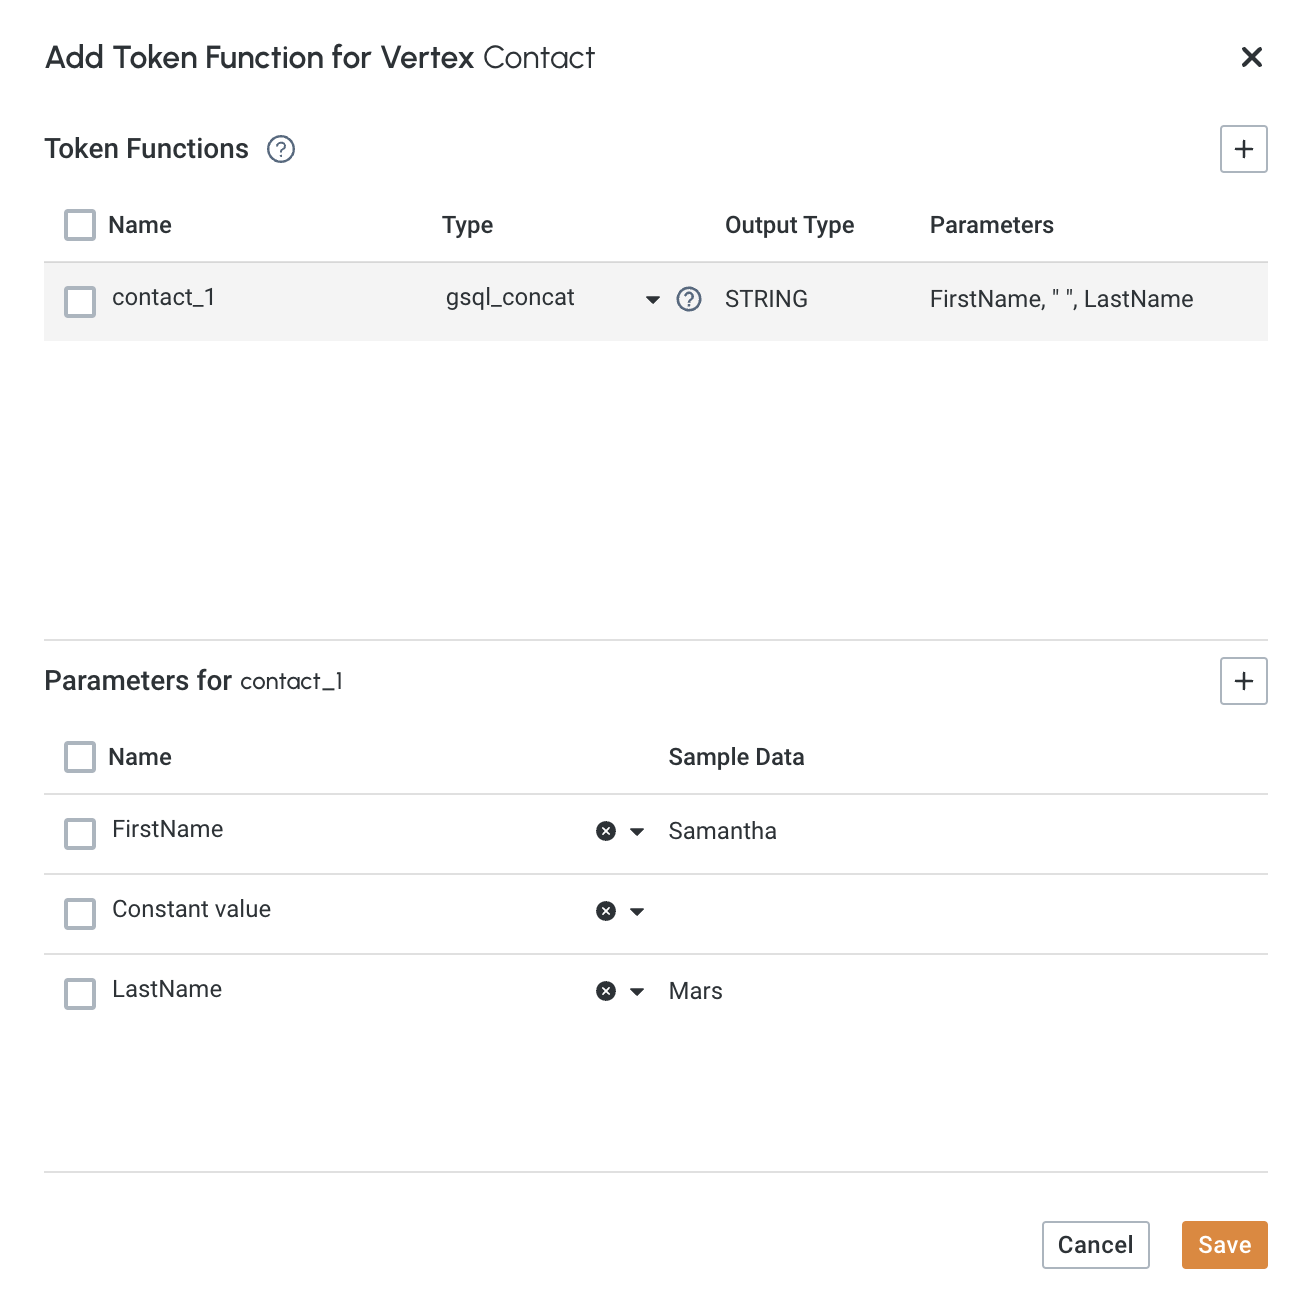 Add Token Function for Vertex Contact
Token Functions ?
Name Type Output Type Parameters
contact_1 gsql_concat ? STRING FirstName, " ", LastName
Parameters for contact_1
Name Sample Data
FirstName Samantha
Constant value
LastName Mars
Cancel Save